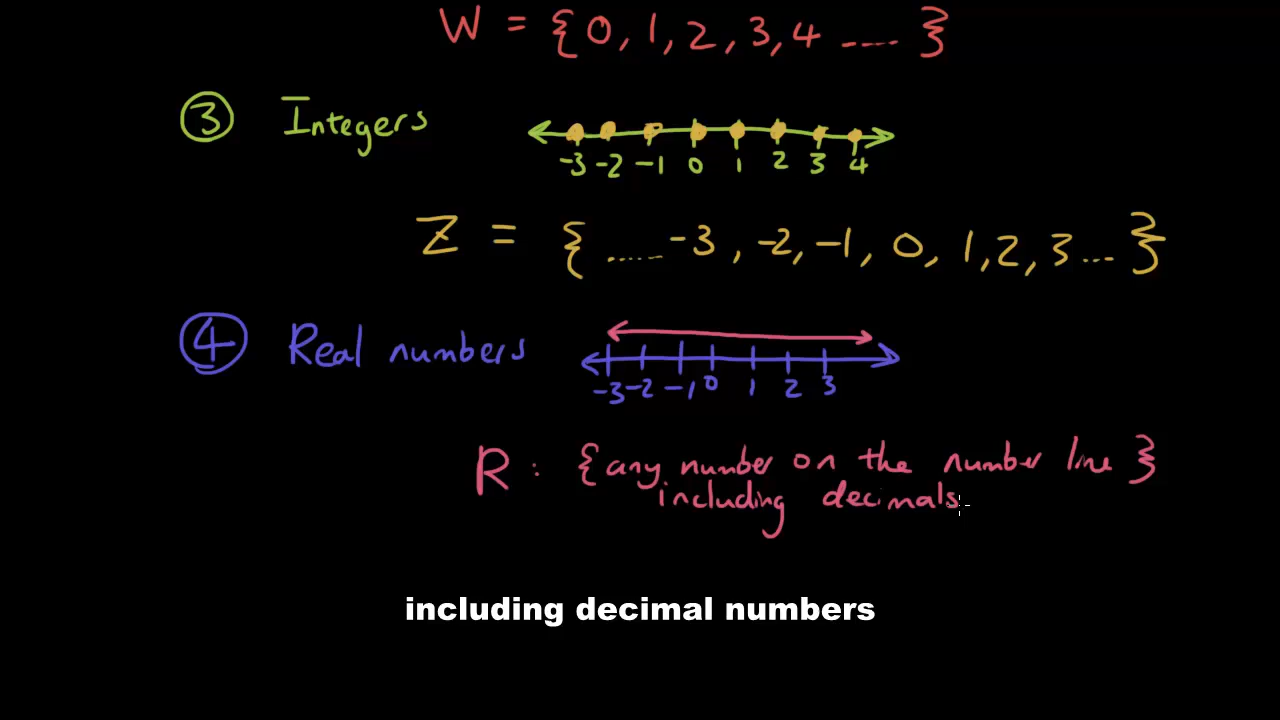 W = {0, 1, 2, 3, 4 ..... }
3 Integers
-3 -2 -1 0 1 2 3 4
Z = { ..... -3, -2, -1, 0, 1, 2, 3 ... }
4 Real numbers
-3 -2 -1 0 1 2 3
R : {any number on the number line}
including decimals
including decimal numbers